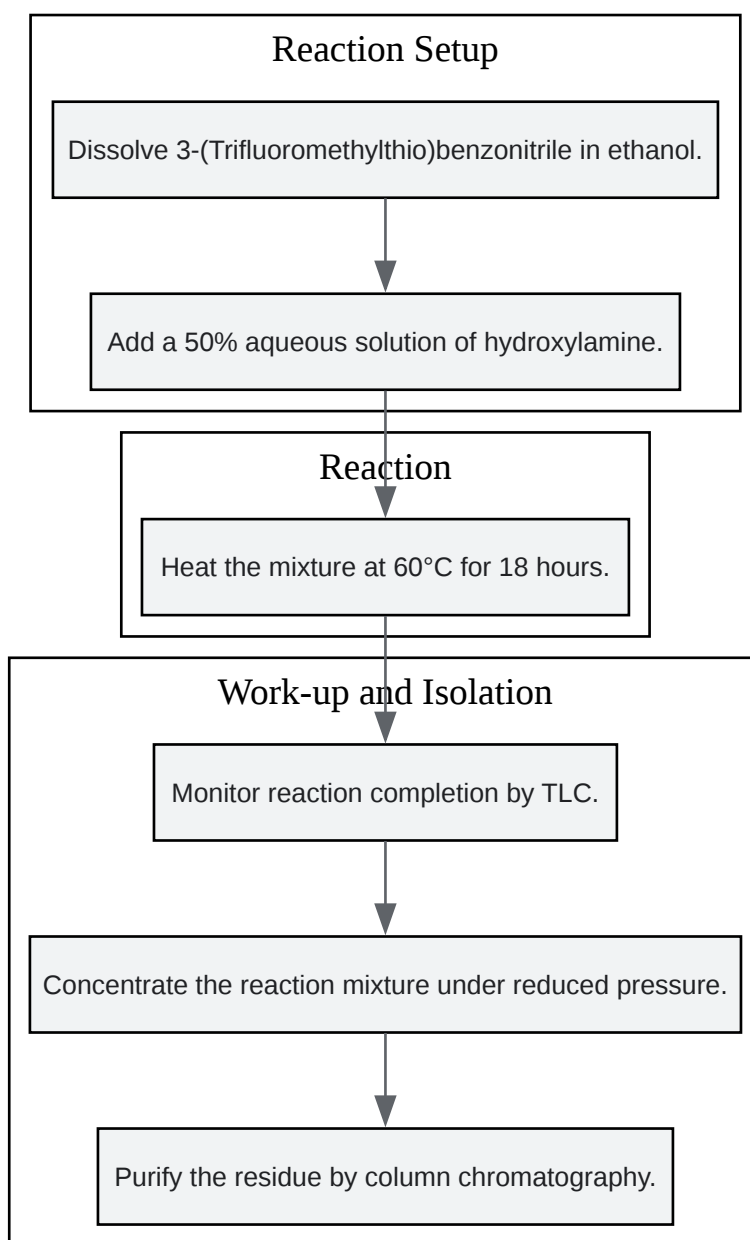 Reaction Setup
Dissolve 3-(Trifluoromethylthio)benzonitrile in ethanol.
Add a 50% aqueous solution of hydroxylamine.
Reaction
Heat the mixture at 60°C for 18 hours.
Work-up and Isolation
Monitor reaction completion by TLC.
Concentrate the reaction mixture under reduced pressure.
Purify the residue by column chromatography.